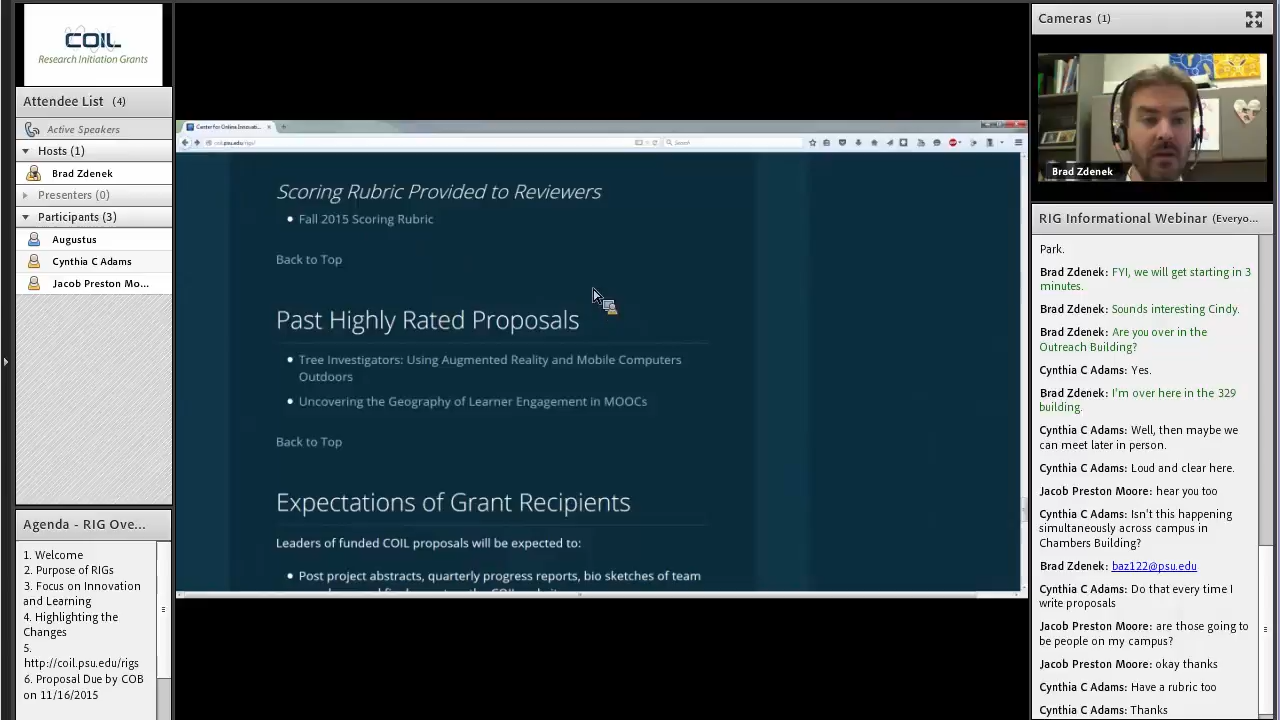 COIL
Research Initiation Grants
Attendee List (4)
Active Speakers
Hosts (1)
Brad Zdenek
Presenters (0)
Participants (3)
Augustus
Cynthia C Adams
Jacob Preston Mo...
Agenda - RIG Ove...
1. Welcome
2. Purpose of RIGs
3. Focus on Innovation
and Learning
4. Highlighting the
Changes
5.
http://coil.psu.edu/rigs
6. Proposal Due by COB
on 11/16/2015
Center for Online Innovati...
coil.psu.edu/rigs/
Search
Scoring Rubric Provided to Reviewers
Fall 2015 Scoring Rubric
Back to Top
Past Highly Rated Proposals
Tree Investigators: Using Augmented Reality and Mobile Computers
Outdoors
Uncovering the Geography of Learner Engagement in MOOCs
Back to Top
Expectations of Grant Recipients
Leaders of funded COIL proposals will be expected to:
Post project abstracts, quarterly progress reports, bio sketches of team
Cameras (1)
Brad Zdenek
RIG Informational Webinar (Everyo...
Park.
Brad Zdenek: FYI, we will get starting in 3
minutes.
Brad Zdenek: Sounds interesting Cindy.
Brad Zdenek: Are you over in the
Outreach Building?
Cynthia C Adams: Yes.
Brad Zdenek: I'm over here in the 329
building.
Cynthia C Adams: Well, then maybe we
can meet later in person.
Cynthia C Adams: Loud and clear here.
Jacob Preston Moore: hear you too
Cynthia C Adams: Isn't this happening
simultaneously across campus in
Chambers Building?
Brad Zdenek: baz122@psu.edu
Cynthia C Adams: Do that every time I
write proposals
Jacob Preston Moore: are those going to
be people on my campus?
Jacob Preston Moore: okay thanks
Cynthia C Adams: Have a rubric too
Cynthia C Adams: Thanks